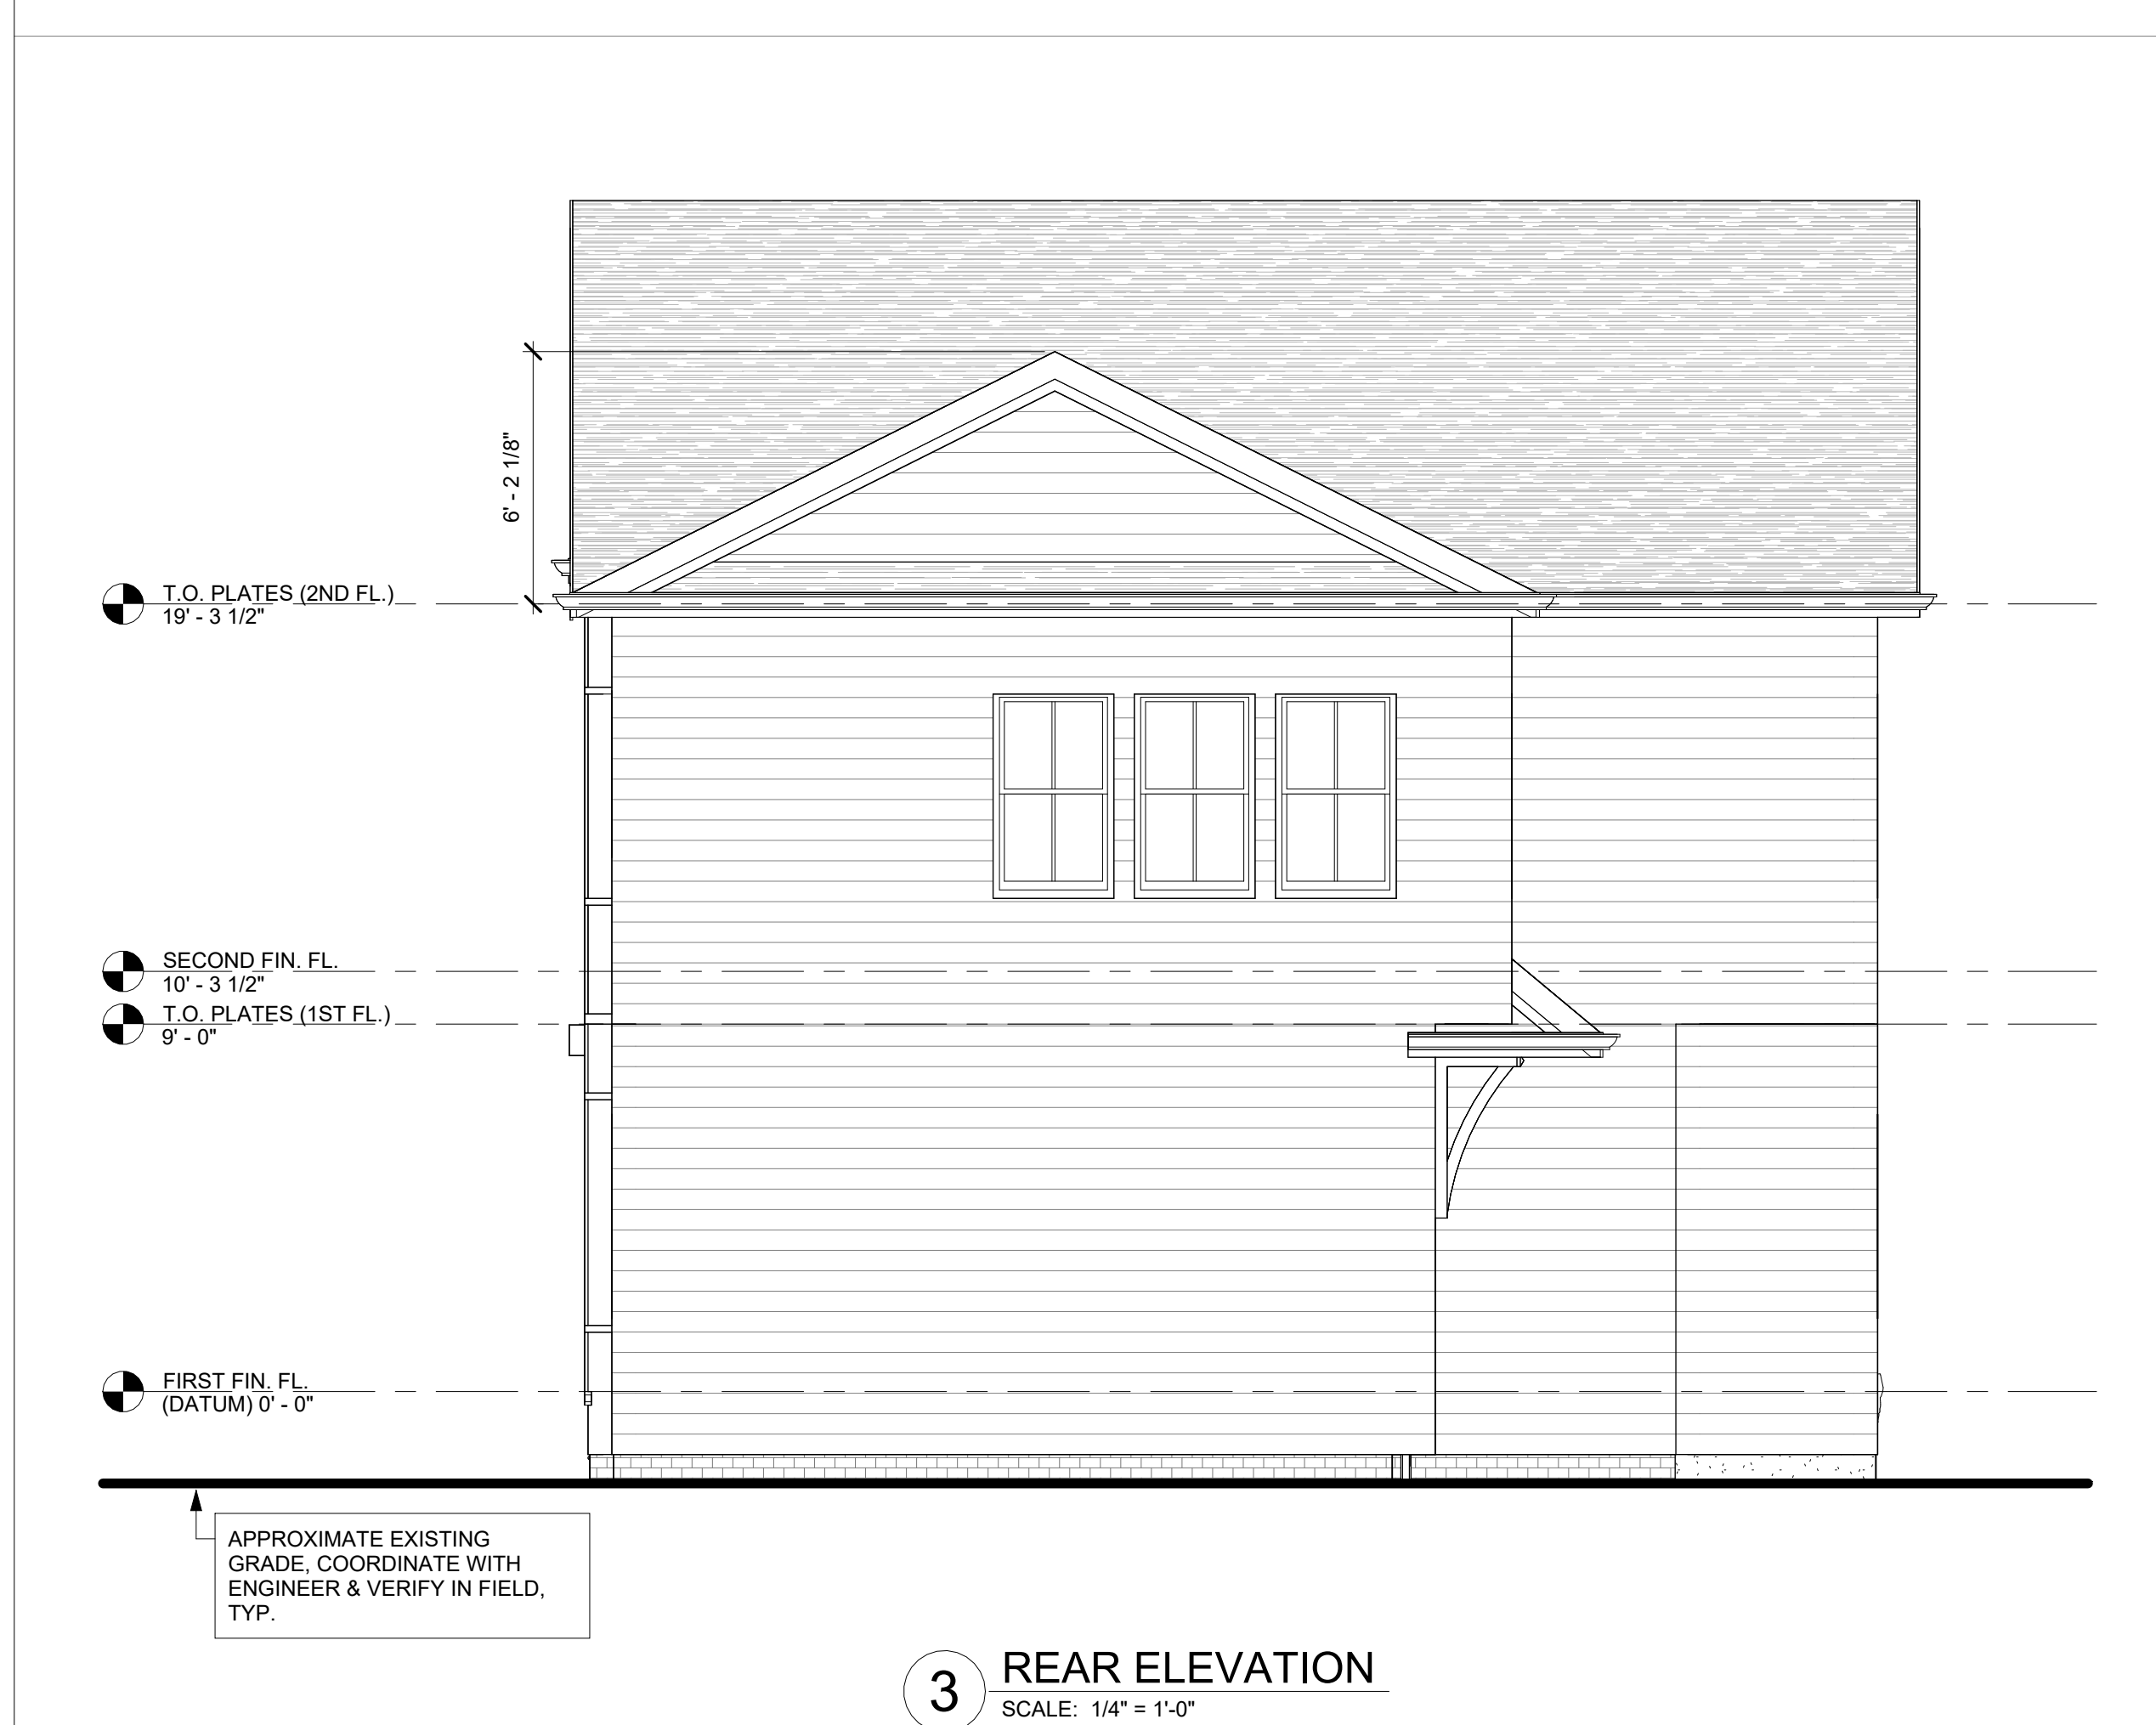 6' - 2 1/8"
T.O. PLATES (2ND FL.)
19' - 3 1/2"
SECOND FIN. FL.
10' - 3 1/2"
T.O. PLATES (1ST FL.)
9' - 0"
FIRST FIN. FL.
(DATUM) 0' - 0"
APPROXIMATE EXISTING
GRADE, COORDINATE WITH
ENGINEER & VERIFY IN FIELD,
TYP.
3
REAR ELEVATION
SCALE: 1/4" = 1'-0"